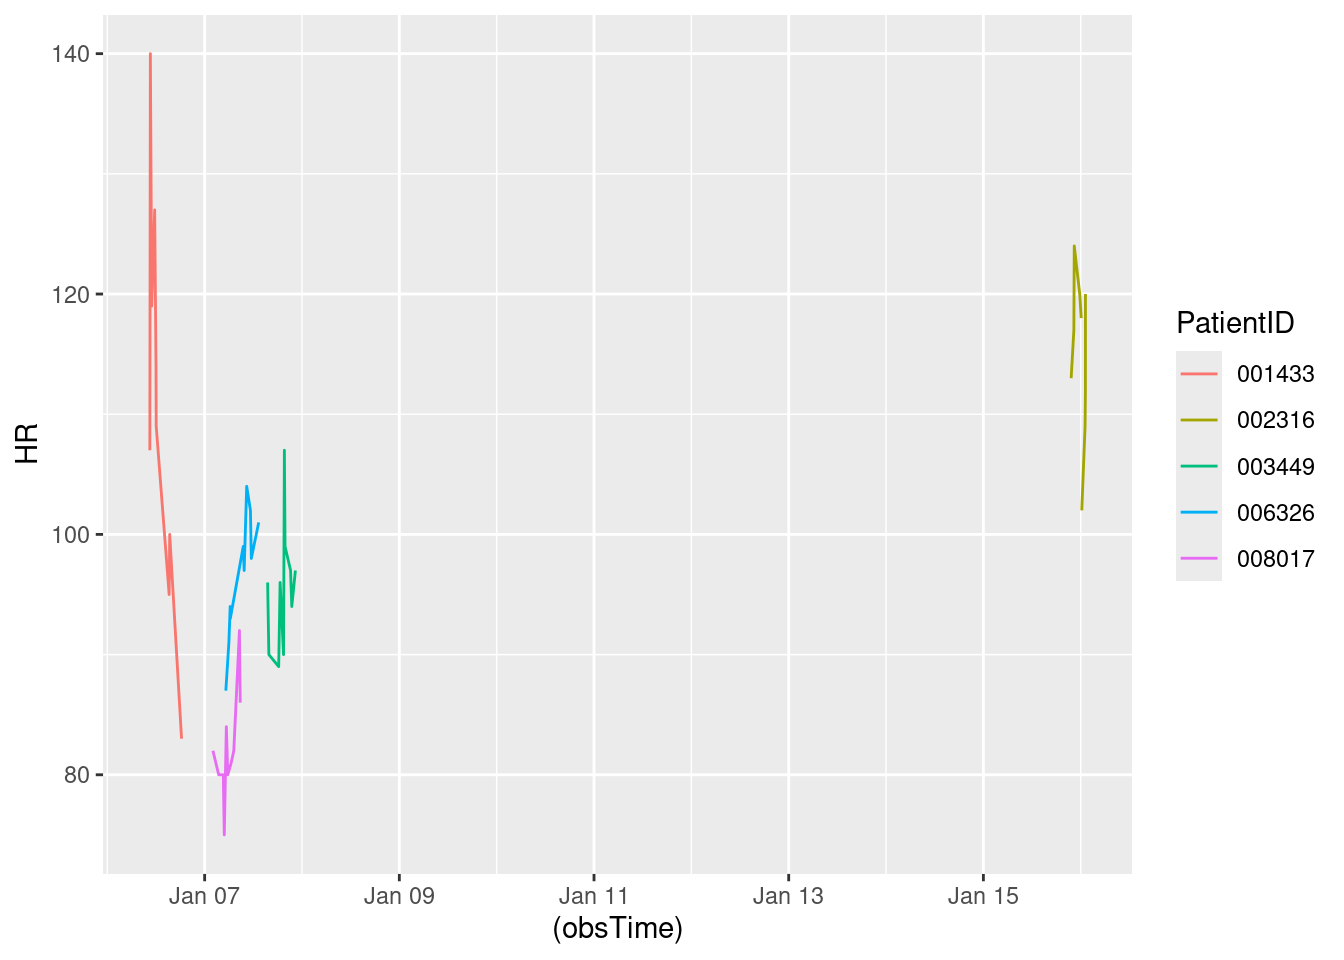 140
120
100
80
HR
Jan 07
Jan 09
Jan 11
Jan 13
Jan 15
(obsTime)
PatientID
001433
002316
003449
006326
008017